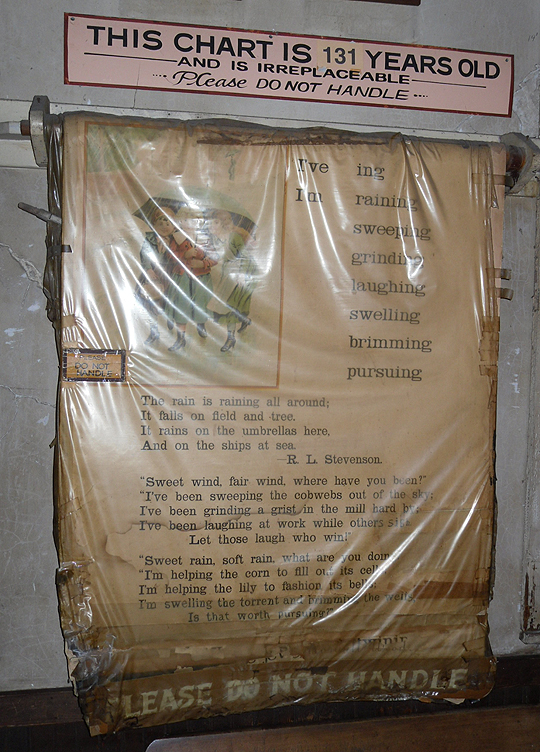 THIS CHART IS 131 YEARS OLD
AND IS IRREPLACEABLE
Please DO NOT HANDLE
I've ing
I'm raining
sweeping
grinding
laughing
swelling
brimming
pursuing
PLEASE
DO NOT
HANDLE
The rain is raining all around;
It falls on field and tree.
It rains on the umbrellas here,
And on the ships at sea.
—R. L. Stevenson.
"Sweet wind, fair wind, where have you been?"
"I've been sweeping the cobwebs out of the sky;
I've been grinding a grist in the mill hard by;
I've been laughing at work while others
Let those laugh who win!"
"Sweet rain, soft rain, what are you doing
"I'm helping the corn to fill out its
I'm helping the lily to fashion its bells
I'm swelling the torrent and brimming the wells.
Is that worth pursuing?"
PLEASE DO NOT HANDLE